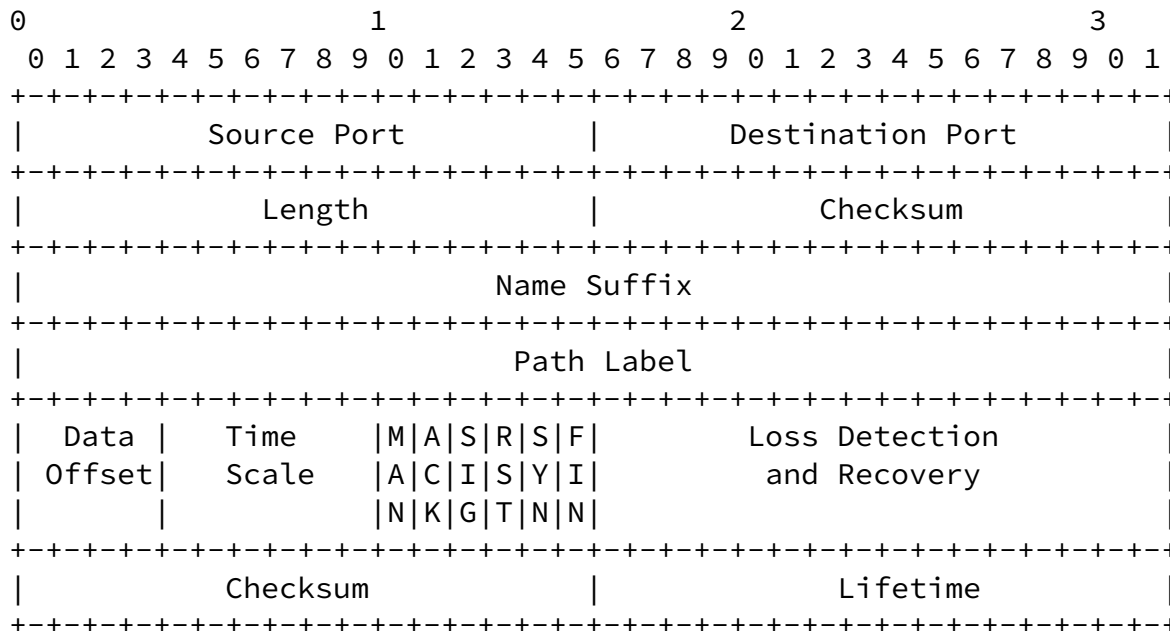 0                   1                   2                   3
 0 1 2 3 4 5 6 7 8 9 0 1 2 3 4 5 6 7 8 9 0 1 2 3 4 5 6 7 8 9 0 1
+-+-+-+-+-+-+-+-+-+-+-+-+-+-+-+-+-+-+-+-+-+-+-+-+-+-+-+-+-+-+-+-+
|          Source Port          |       Destination Port        |
+-+-+-+-+-+-+-+-+-+-+-+-+-+-+-+-+-+-+-+-+-+-+-+-+-+-+-+-+-+-+-+-+
|             Length            |            Checksum           |
+-+-+-+-+-+-+-+-+-+-+-+-+-+-+-+-+-+-+-+-+-+-+-+-+-+-+-+-+-+-+-+-+
|                          Name Suffix                          |
+-+-+-+-+-+-+-+-+-+-+-+-+-+-+-+-+-+-+-+-+-+-+-+-+-+-+-+-+-+-+-+-+
|                           Path Label                          |
+-+-+-+-+-+-+-+-+-+-+-+-+-+-+-+-+-+-+-+-+-+-+-+-+-+-+-+-+-+-+-+-+
|  Data |   Time    |M|A|S|R|S|F|        Loss Detection         |
| Offset|   Scale   |A|C|I|S|Y|I|         and Recovery          |
|       |           |N|K|G|T|N|N|                               |
+-+-+-+-+-+-+-+-+-+-+-+-+-+-+-+-+-+-+-+-+-+-+-+-+-+-+-+-+-+-+-+-+
|           Checksum            |             Lifetime          |
+-+-+-+-+-+-+-+-+-+-+-+-+-+-+-+-+-+-+-+-+-+-+-+-+-+-+-+-+-+-+-+-+